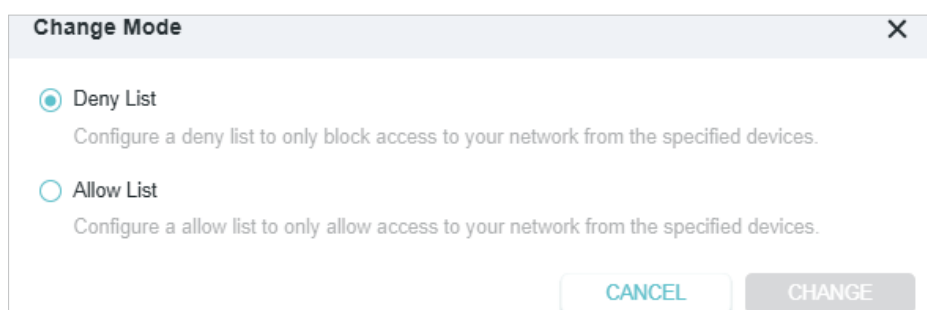 Change Mode
Deny List
Configure a deny list to only block access to your network from the specified devices.
Allow List
Configure a allow list to only allow access to your network from the specified devices.
CANCEL
CHANGE